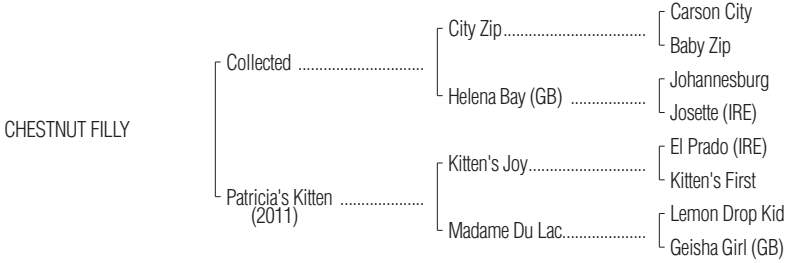 Carson City
City Zip..................................
Baby Zip
Collected .............................
Johannesburg
Helena Bay (GB) ..................
Josette (IRE)
CHESTNUT FILLY
El Prado (IRE)
Kitten's Joy............................
Kitten's First
Patricia's Kitten ....................
(2011)
Lemon Drop Kid
Madame Du Lac....................
Geisha Girl (GB)